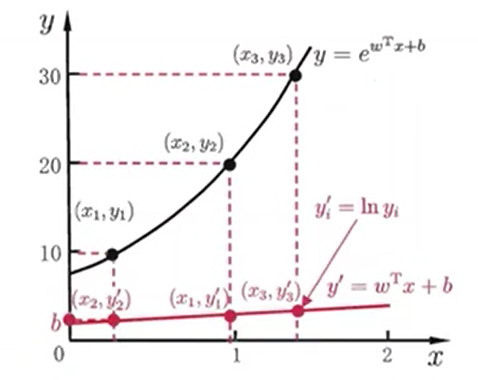 y
(x₃, y₃)
y = e^{wᵀx+b}
30
(x₂, y₂)
20
(x₁, y₁)
y′ᵢ = ln yᵢ
10
(x₂, y′₂)
(x₁, y′₁)
(x₃, y′₃)
y′ = wᵀx + b
b
0
1
2
x